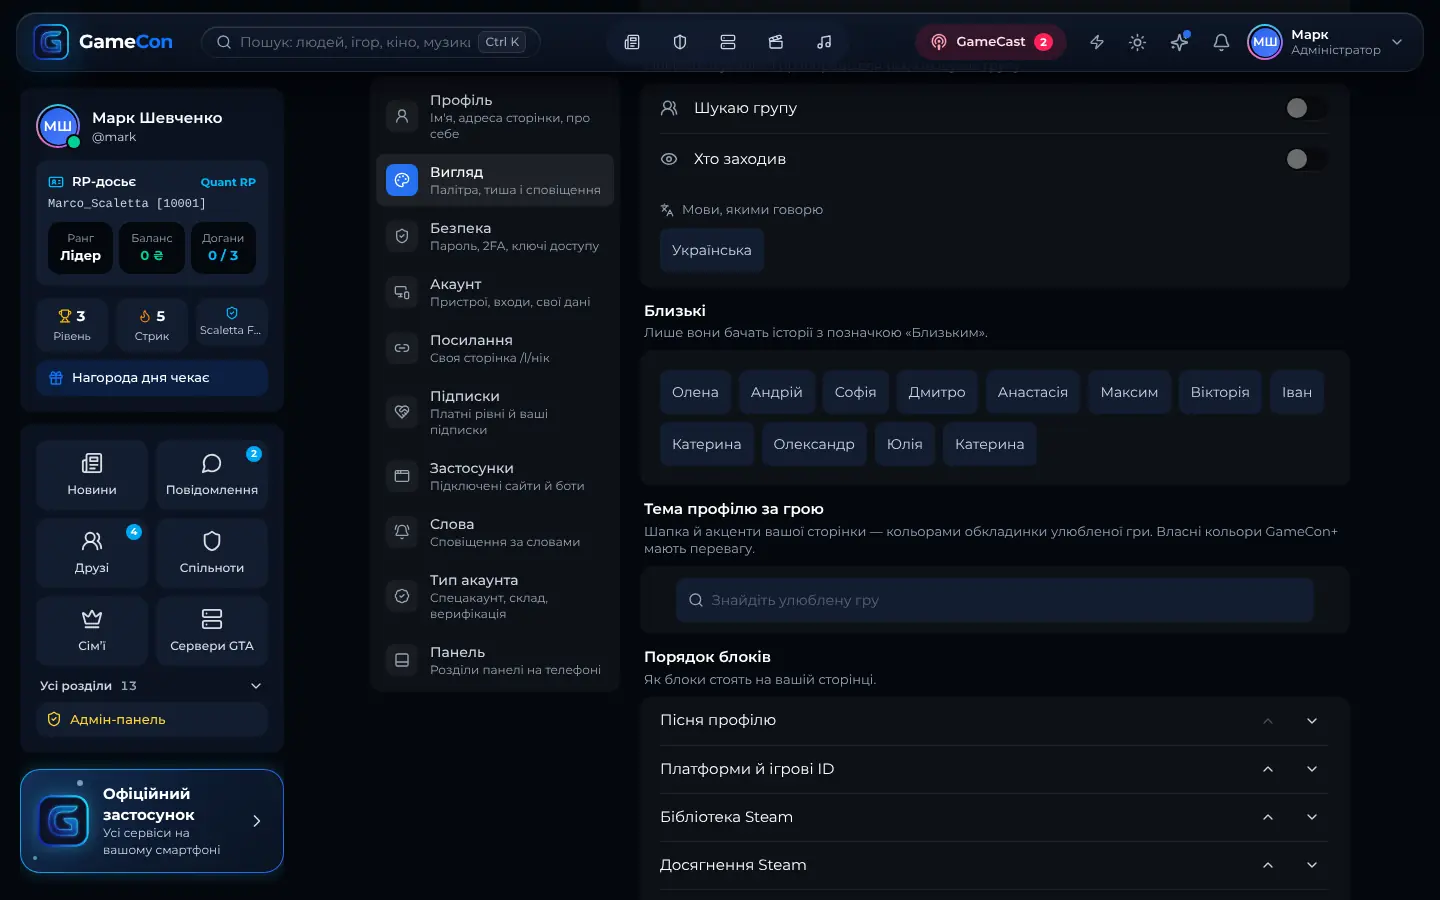 GameCon
Пошук: людей, ігор, кіно, музикі
Ctrl K
GameCast 2
МШ
Марк
Адміністратор
МШ
Марк Шевченко
@mark
RP-досьє
Quant RP
Marco_Scaletta [10001]
Ранг
Лідер
Баланс
0 ₴
Догани
0 / 3
3
Рівень
5
Стрик
Scaletta F...
Нагорода дня чекає
Новини
Повідомлення
2
Друзі
4
Спільноти
Сім'ї
Сервери GTA
Усі розділи 13
Адмін-панель
Офіційний
застосунок
Усі сервіси на
вашому смартфоні
Профіль
Ім'я, адреса сторінки, про
себе
Вигляд
Палітра, тиша і сповіщення
Безпека
Пароль, 2FA, ключі доступу
Акаунт
Пристрої, входи, свої дані
Посилання
Своя сторінка /l/нік
Підписки
Платні рівні й ваші
підписки
Застосунки
Підключені сайти й боти
Слова
Сповіщення за словами
Тип акаунта
Спецакаунт, склад,
верифікація
Панель
Розділи панелі на телефоні
Шукаю групу
Хто заходив
Мови, якими говорю
Українська
Близькі
Лише вони бачать історії з позначкою «Близьким».
Олена
Андрій
Софія
Дмитро
Анастасія
Максим
Вікторія
Іван
Катерина
Олександр
Юлія
Катерина
Тема профілю за грою
Шапка й акценти вашої сторінки — кольорами обкладинки улюбленої гри. Власні кольори GameCon+
мають перевагу.
Знайдіть улюблену гру
Порядок блоків
Як блоки стоять на вашій сторінці.
Пісня профілю
Платформи й ігрові ID
Бібліотека Steam
Досягнення Steam